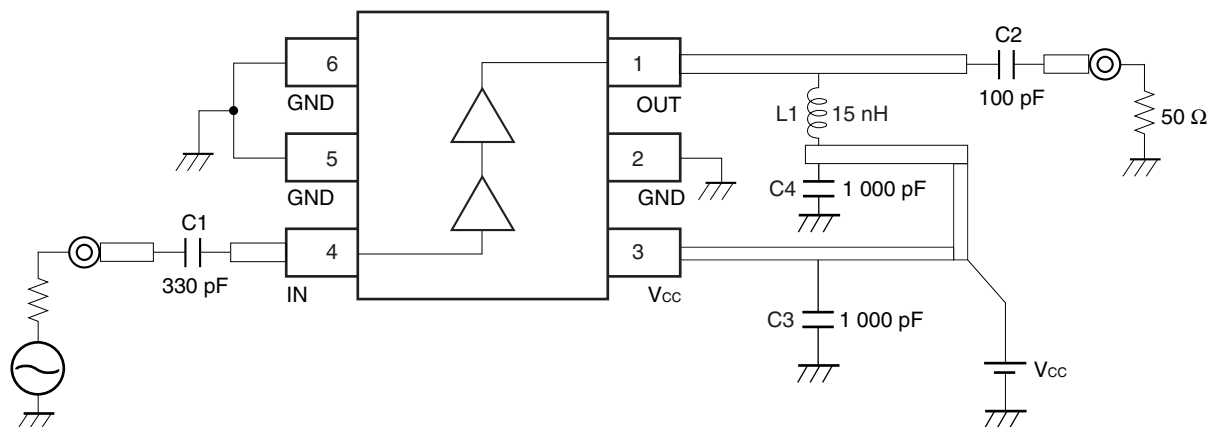 C2
6
1
GND
OUT
100 pF
L1
15 nH
50 Ω
5
2
GND
GND
C4
1 000 pF
C1
4
3
330 pF
IN
VCC
C3
1 000 pF
VCC